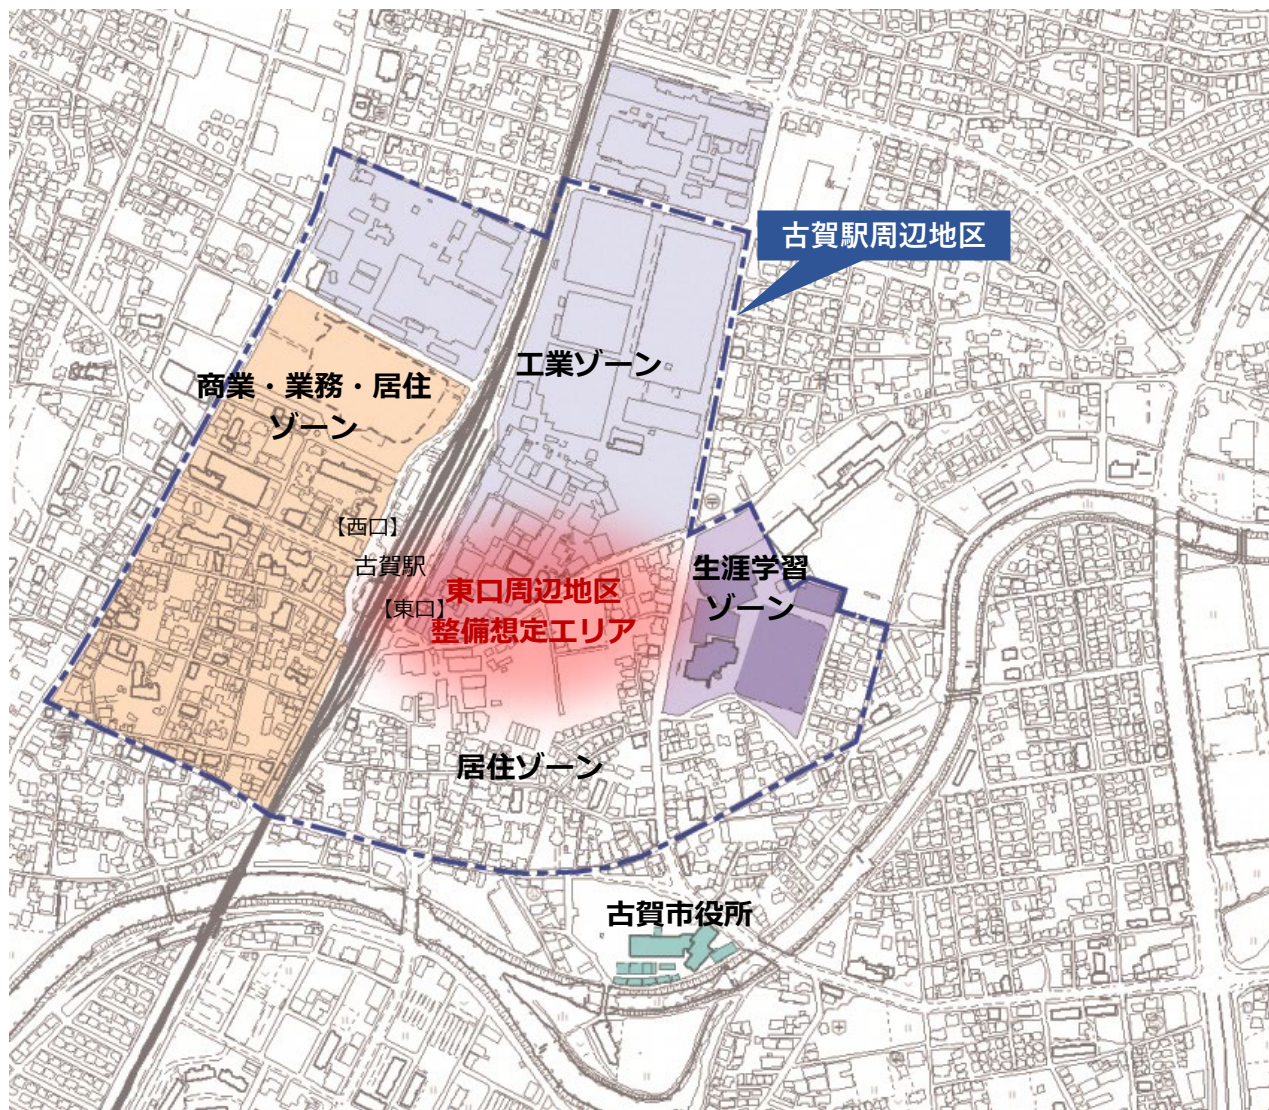 古賀駅周辺地区
工業ゾーン
商業・業務・居住
ゾーン
【西口】
古賀駅
【東口】
東口周辺地区
整備想定エリア
生涯学習
ゾーン
居住ゾーン
古賀市役所